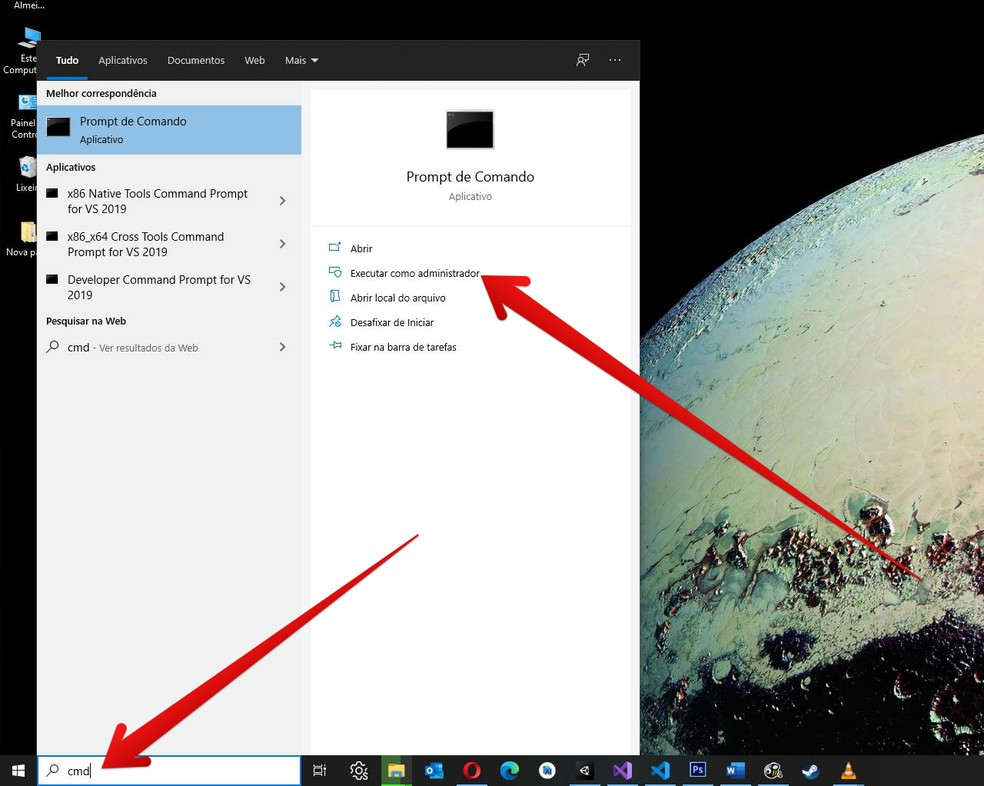 Almei...
Este
Comput
Painel
Contro
Lixei
Nova pa
Tudo
Aplicativos
Documentos
Web
Mais
Melhor correspondência
Prompt de Comando
Aplicativo
Aplicativos
x86 Native Tools Command Prompt
for VS 2019
x86_x64 Cross Tools Command
Prompt for VS 2019
Developer Command Prompt for VS
2019
Pesquisar na Web
cmd - Ver resultados da Web
Prompt de Comando
Aplicativo
Abrir
Executar como administrador
Abrir local do arquivo
Desafixar de Iniciar
Fixar na barra de tarefas
cmd
Ps